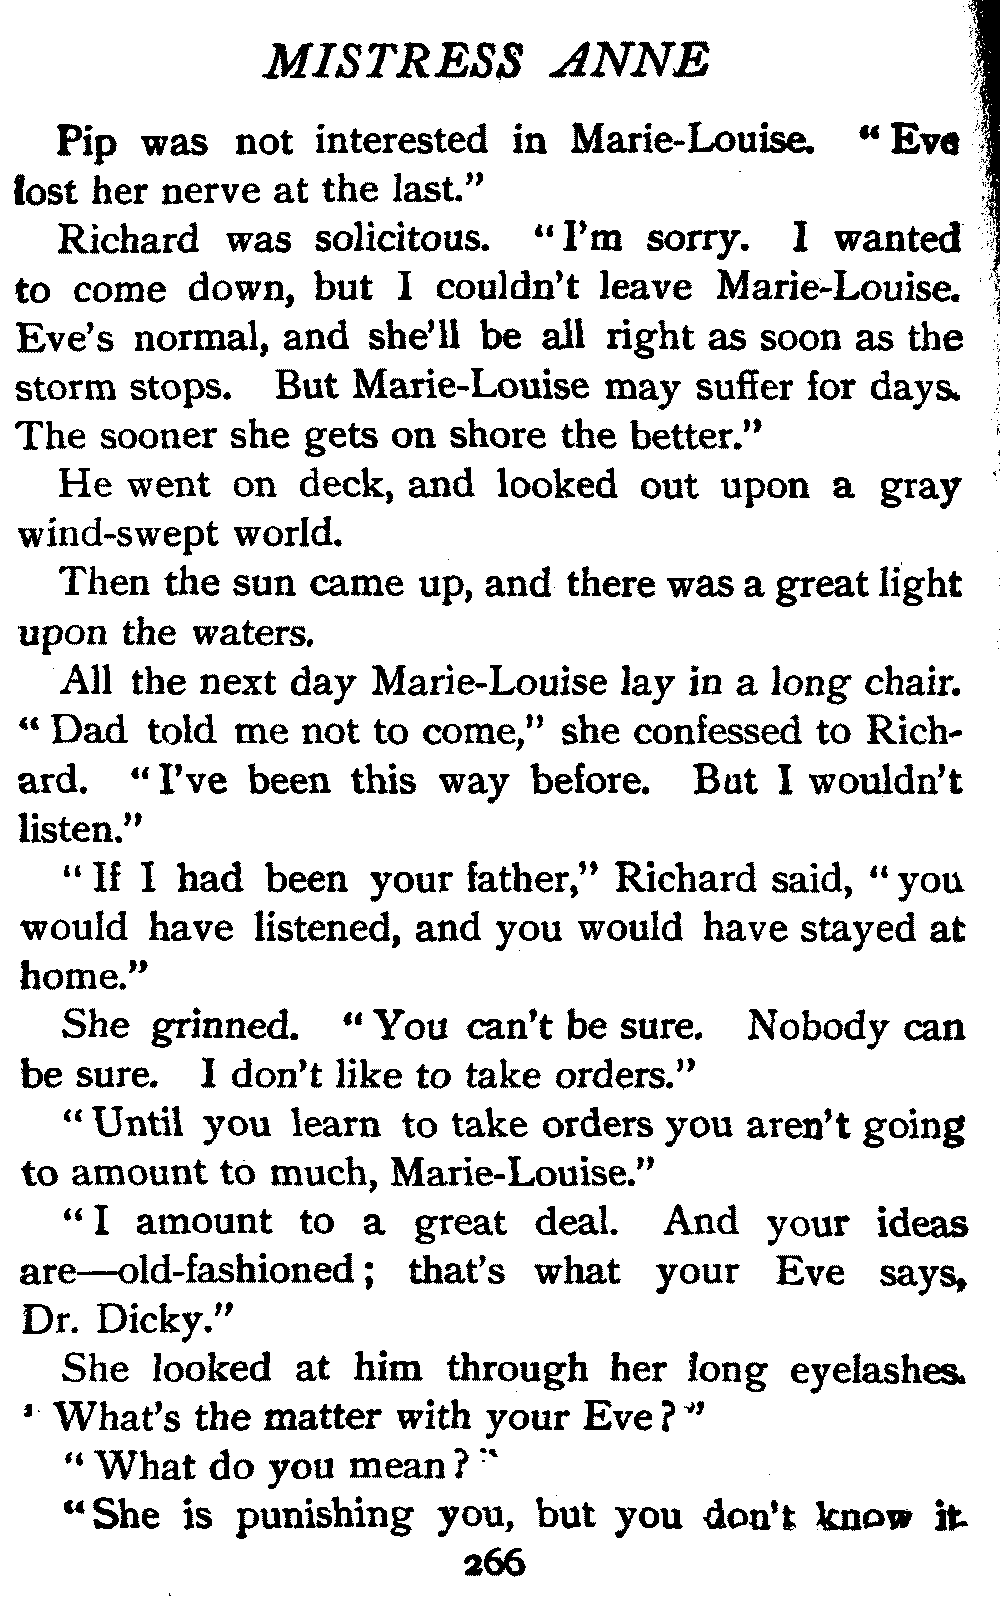 MISTRESS ANNE
Pip was not interested in Marie-Louise. “Eve
lost her nerve at the last.”
Richard was solicitous. “I'm sorry. I wanted
to come down, but I couldn't leave Marie-Louise.
Eve's normal, and she'll be all right as soon as the
storm stops. But Marie-Louise may suffer for days.
The sooner she gets on shore the better.”
He went on deck, and looked out upon a gray
wind-swept world.
Then the sun came up, and there was a great light
upon the waters.
All the next day Marie-Louise lay in a long chair.
“Dad told me not to come,” she confessed to Rich-
ard. “I've been this way before. But I wouldn't
listen.”
“If I had been your father,” Richard said, “you
would have listened, and you would have stayed at
home.”
She grinned. “You can't be sure. Nobody can
be sure. I don't like to take orders.”
“Until you learn to take orders you aren't going
to amount to much, Marie-Louise.”
“I amount to a great deal. And your ideas
are—old-fashioned; that's what your Eve says,
Dr. Dicky.”
She looked at him through her long eyelashes.
' What's the matter with your Eve?”
“What do you mean?”
“She is punishing you, but you don't know it.
266